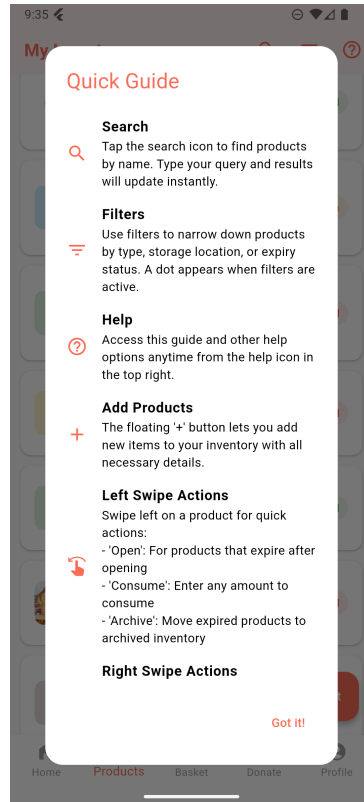 9:35
My
Quick Guide
Search
Tap the search icon to find products
by name. Type your query and results
will update instantly.
Filters
Use filters to narrow down products
by type, storage location, or expiry
status. A dot appears when filters are
active.
Help
Access this guide and other help
options anytime from the help icon in
the top right.
Add Products
The floating '+' button lets you add
new items to your inventory with all
necessary details.
Left Swipe Actions
Swipe left on a product for quick
actions:
- 'Open': For products that expire after
opening
- 'Consume': Enter any amount to
consume
- 'Archive': Move expired products to
archived inventory
Right Swipe Actions
Got it!
Home Products Basket Donate Profile